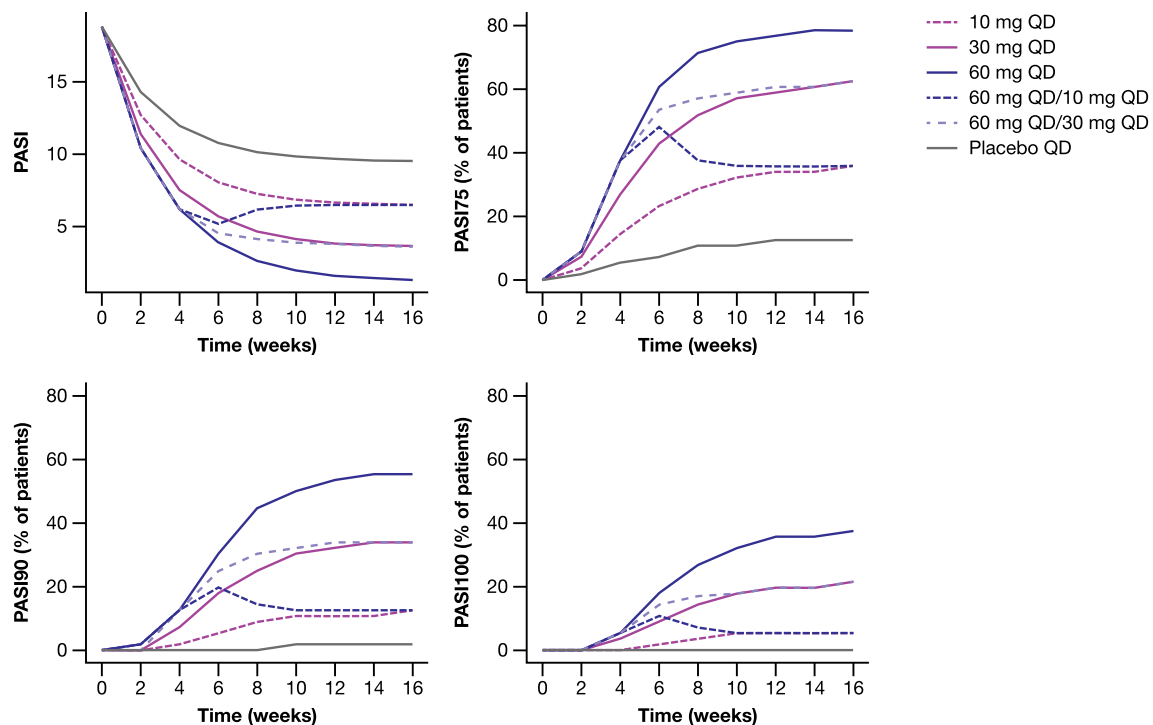 PASI
15
10
5
0 2 4 6 8 10 12 14 16
Time (weeks)
PASI75 (% of patients)
80
60
40
20
0
0 2 4 6 8 10 12 14 16
Time (weeks)
10 mg QD
30 mg QD
60 mg QD
60 mg QD/10 mg QD
60 mg QD/30 mg QD
Placebo QD
PASI90 (% of patients)
80
60
40
20
0
0 2 4 6 8 10 12 14 16
Time (weeks)
PASI100 (% of patients)
80
60
40
20
0
0 2 4 6 8 10 12 14 16
Time (weeks)